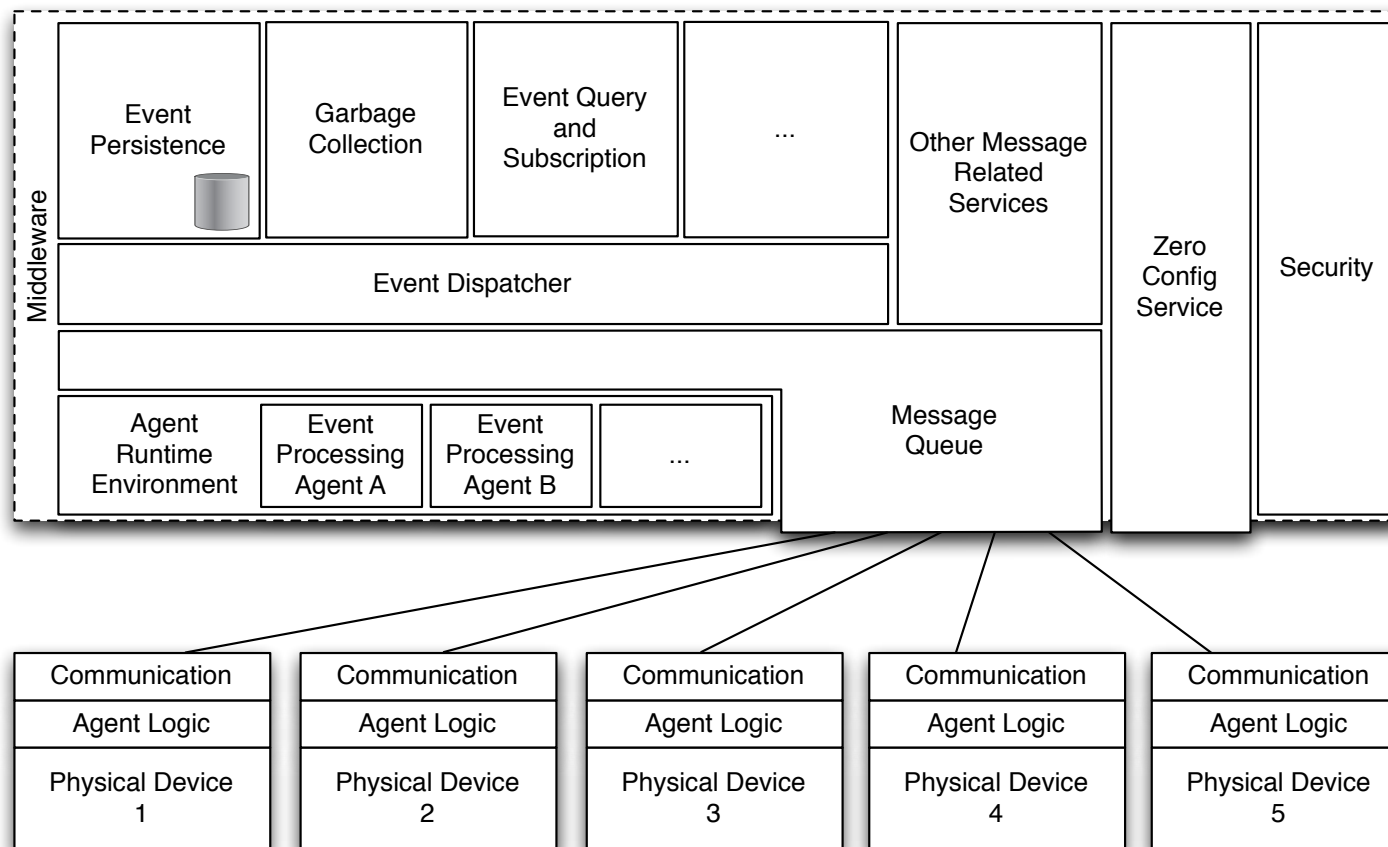 Middleware
Event
Persistence
Garbage
Collection
Event Query
and
Subscription
...
Other Message
Related
Services
Zero
Config
Service
Security
Event Dispatcher
Message
Queue
Agent
Runtime
Environment
Event
Processing
Agent A
Event
Processing
Agent B
...
Communication
Agent Logic
Physical Device
1
Communication
Agent Logic
Physical Device
2
Communication
Agent Logic
Physical Device
3
Communication
Agent Logic
Physical Device
4
Communication
Agent Logic
Physical Device
5